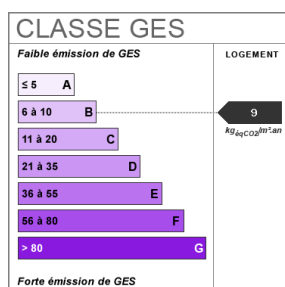 CLASSE GES
Faible émission de GES
LOGEMENT
≤ 5 A
6 à 10 B
9
kgéqCO2/m².an
11 à 20 C
21 à 35 D
36 à 55 E
56 à 80 F
> 80 G
Forte émission de GES